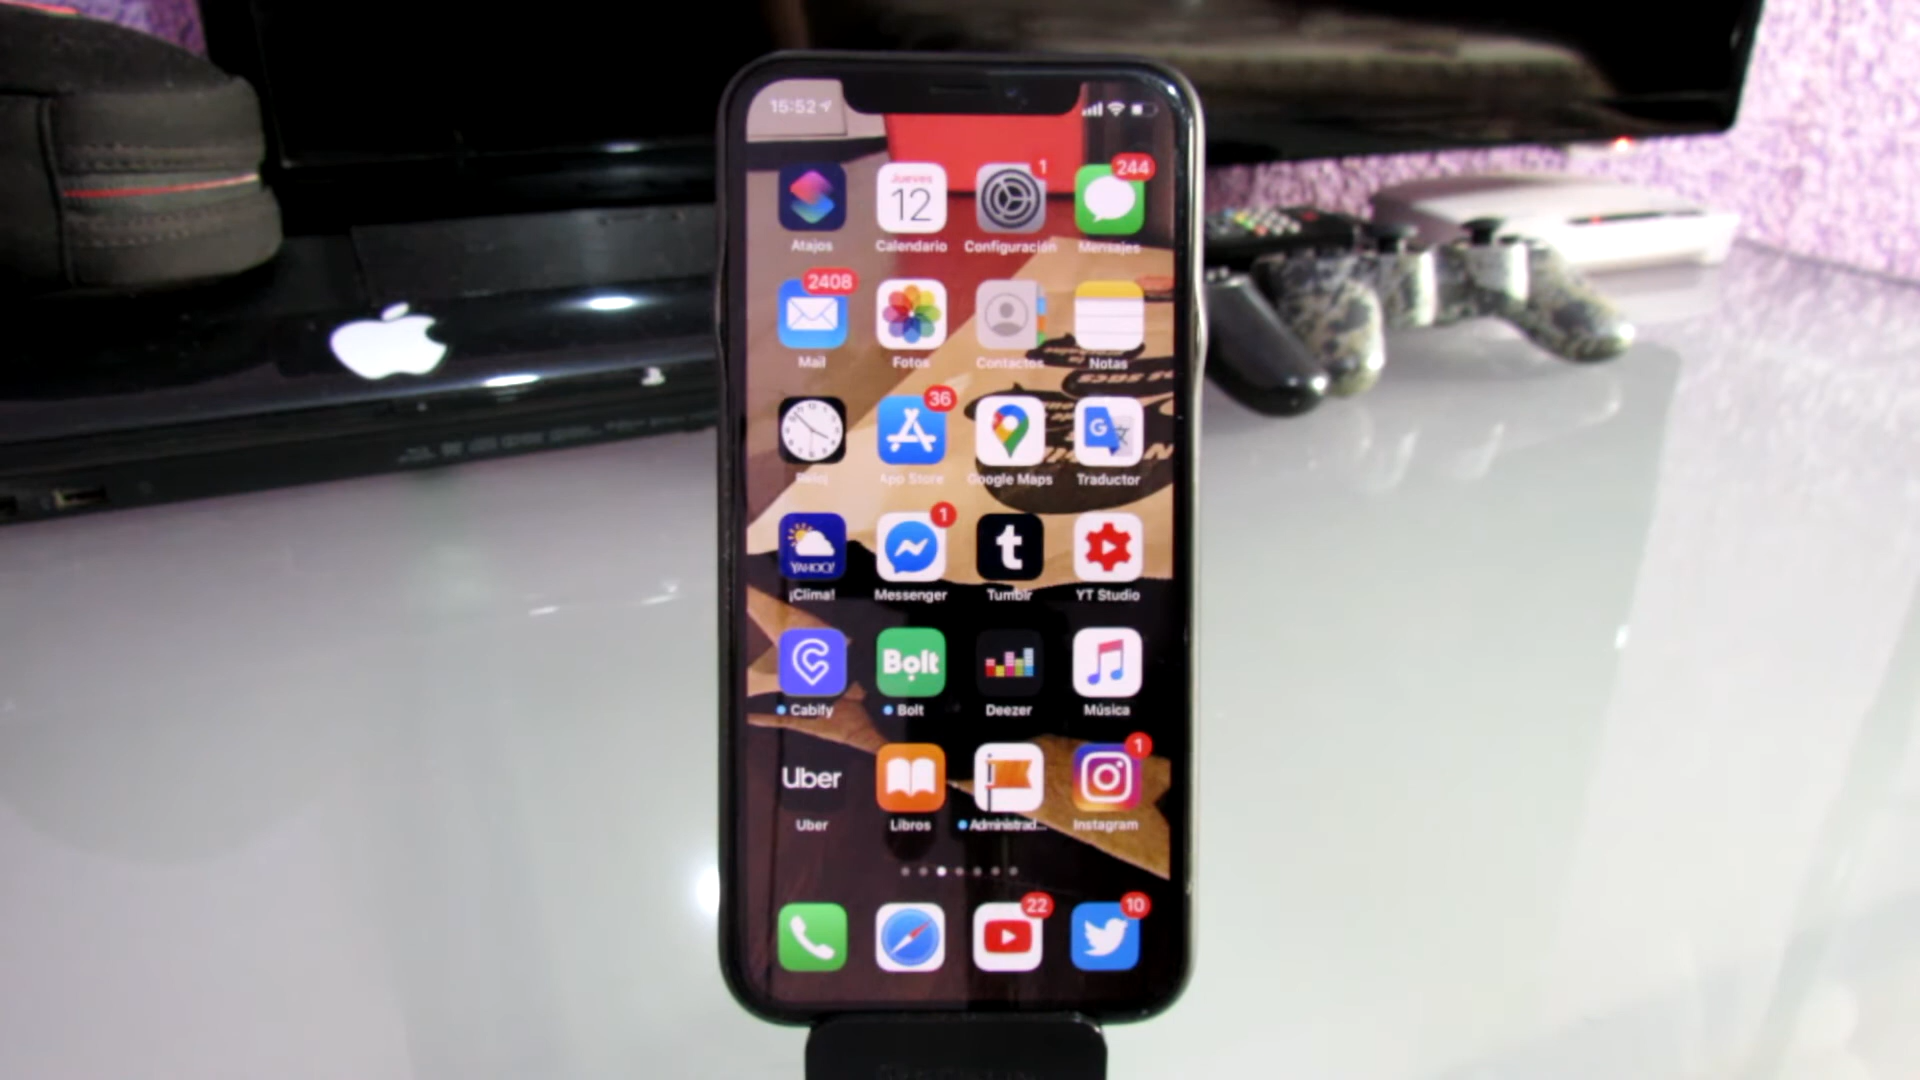 15:52
1
244
Jueves
12
Atajos
Calendario
Configuración
Mensajes
2408
Mail
Fotos
Contactos
Notas
36
G
Reloj
App Store
Google Maps
Traductor
1
YAHOO!
t
¡Clima!
Messenger
Tumblr
YT Studio
Bolt
Cabify
Bolt
Deezer
Música
1
Uber
Uber
Libros
Administrad...
Instagram
22
10